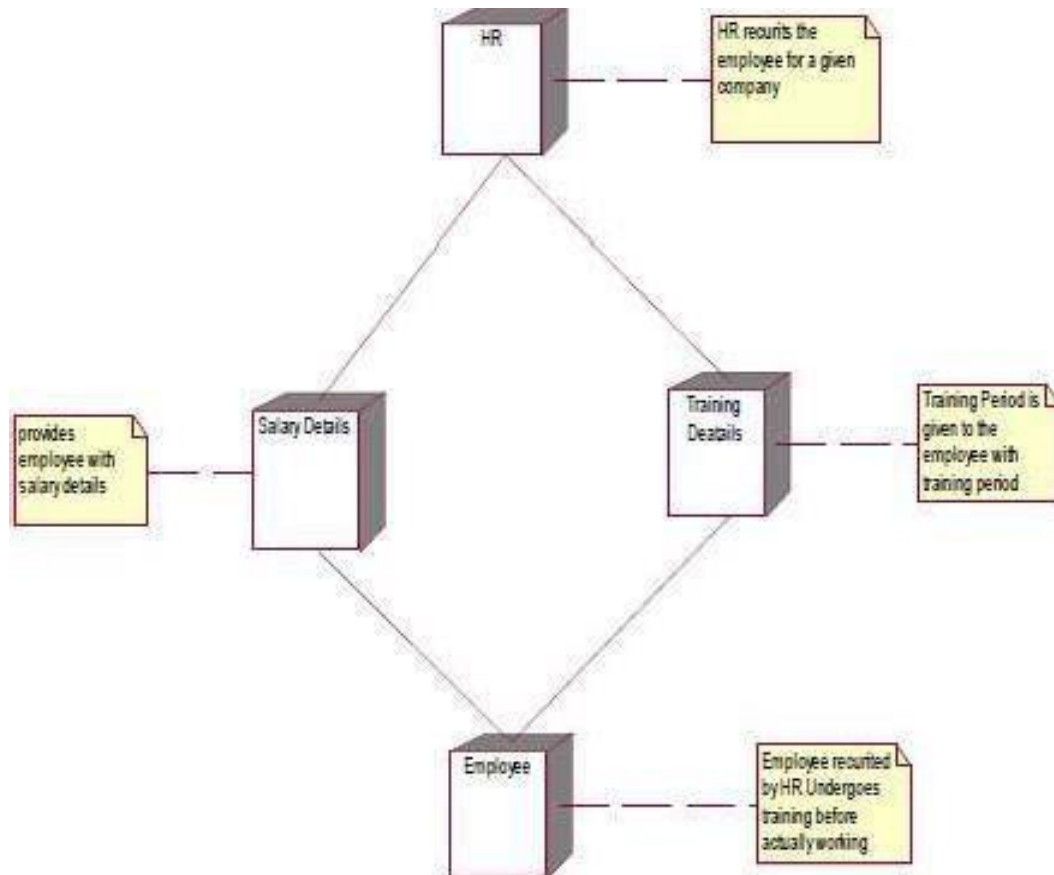 HR
HR recurits the
employee for a given
company
Salary Details
provides
employee with
salary details
Training
Deatails
Training Period is
given to the
employee with
training period
Employee
Employee recurited
by HR Undergoes
training before
actually working